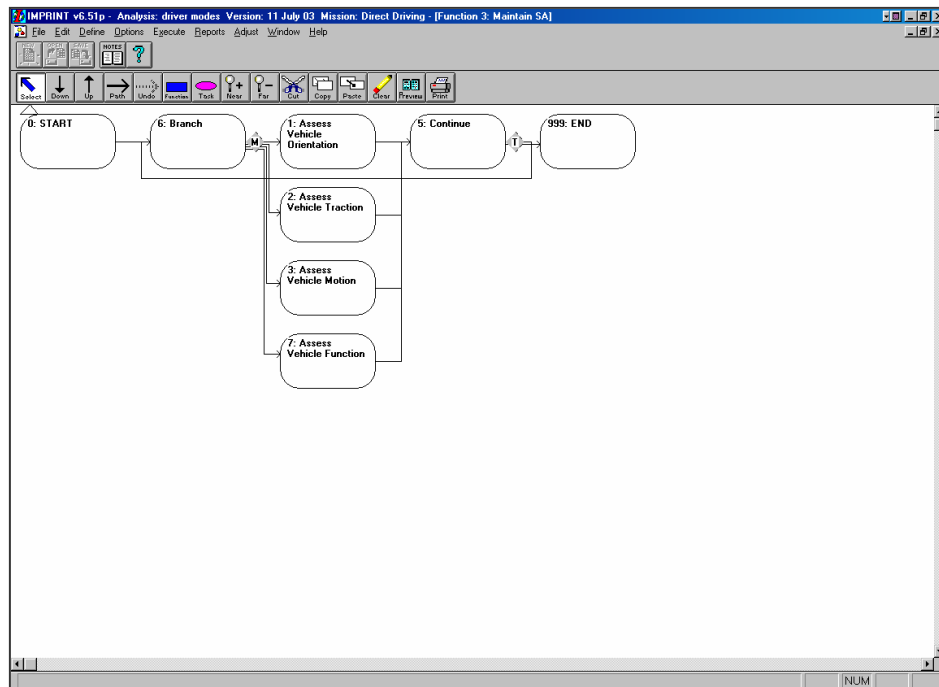 IMPRINT v6.51p - Analysis: driver modes Version: 11 July 03 Mission: Direct Driving - [Function 3: Maintain SA]
File Edit Define Options Execute Reports Adjust Window Help
NEW OPEN SAVE NOTES ?
Select Down Up Path Undo Function Task Near Far Cut Copy Paste Clear Preview Print
0: START
6: Branch
M
1: Assess
Vehicle
Orientation
5: Continue
T
999: END
2: Assess
Vehicle Traction
3: Assess
Vehicle Motion
7: Assess
Vehicle Function
NUM